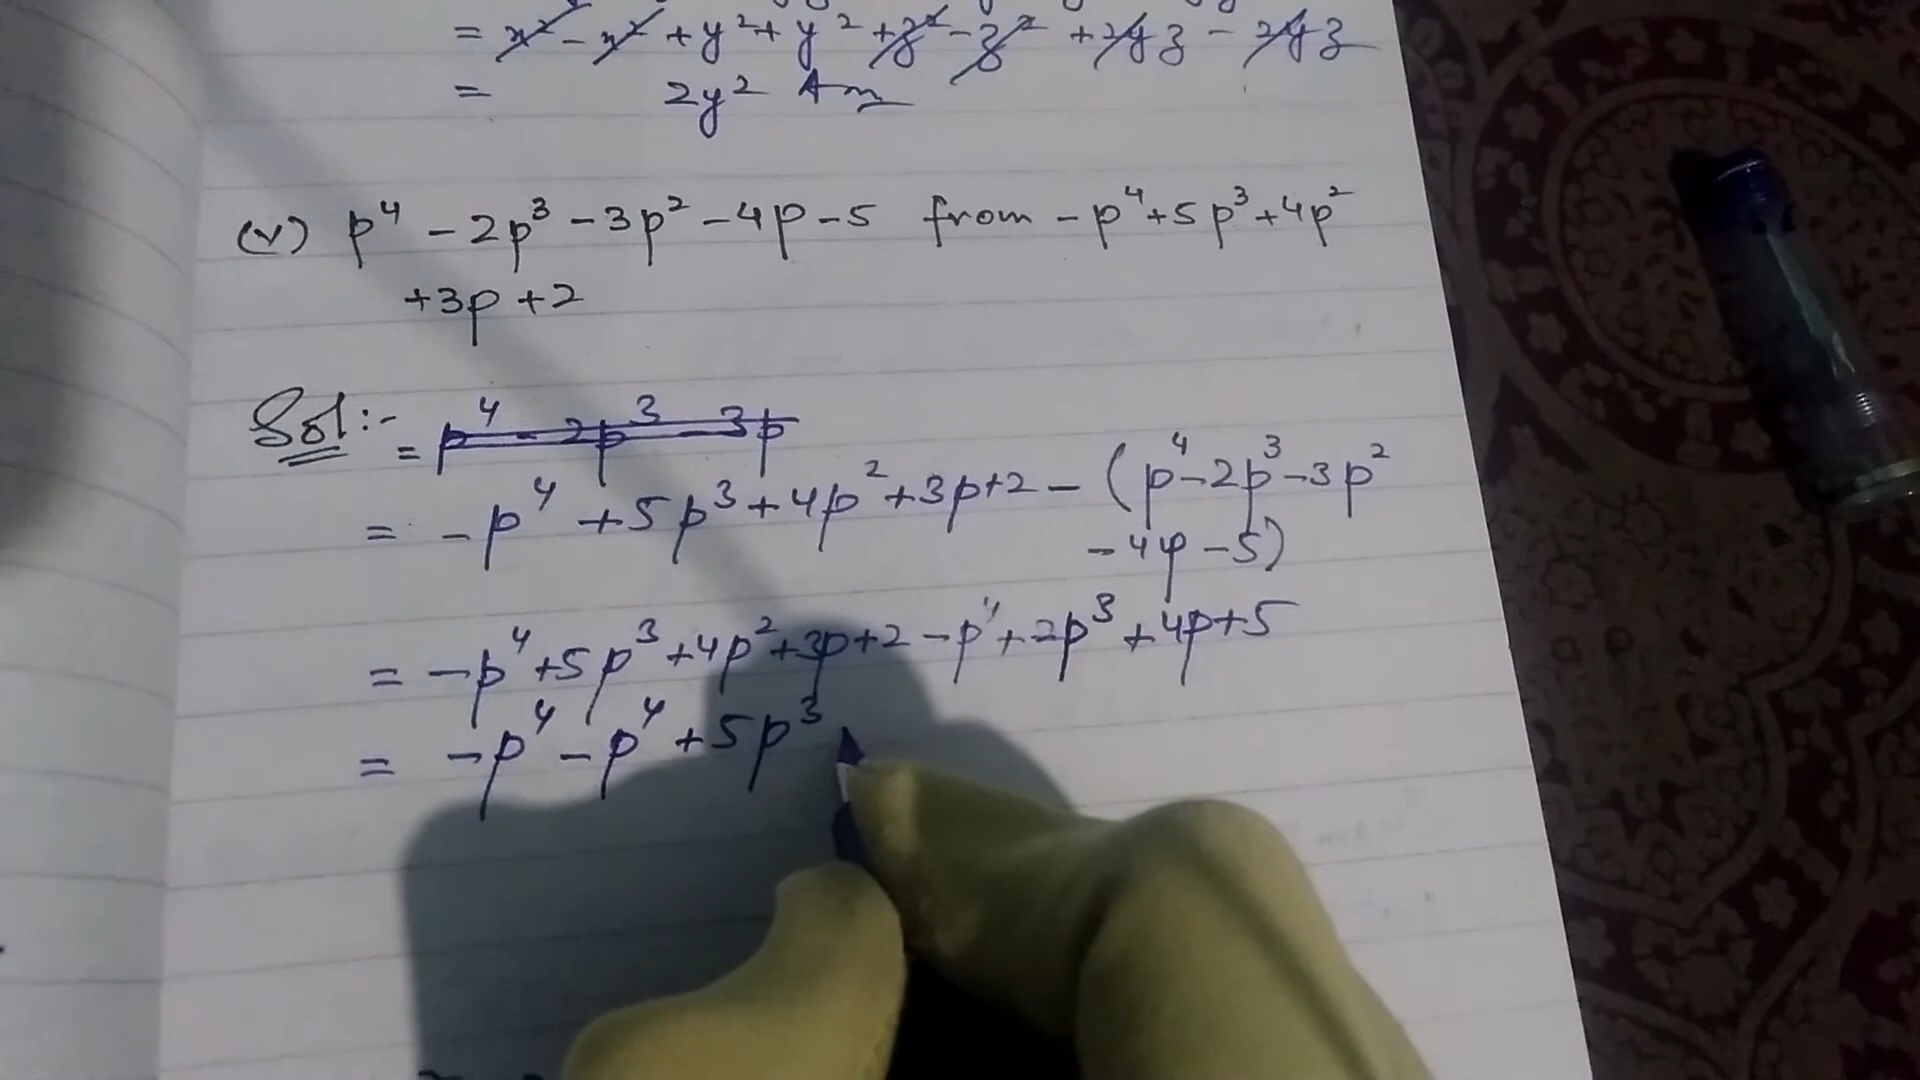 = x² - x² + y² + y² + z² - z² + 2yz - 2yz
= 2y² Ans
(v) p⁴ - 2p³ - 3p² - 4p - 5 from - p⁴ + 5p³ + 4p²
+3p + 2
Sol:-
= p⁴ - 2p³ - 3p
= - p⁴ + 5p³ + 4p² + 3p + 2 - (p⁴ - 2p³ - 3p²
- 4p - 5)
= - p⁴ + 5p³ + 4p² + 3p + 2 - p⁴ + 2p³ + 4p + 5
= - p⁴ - p⁴ + 5p³